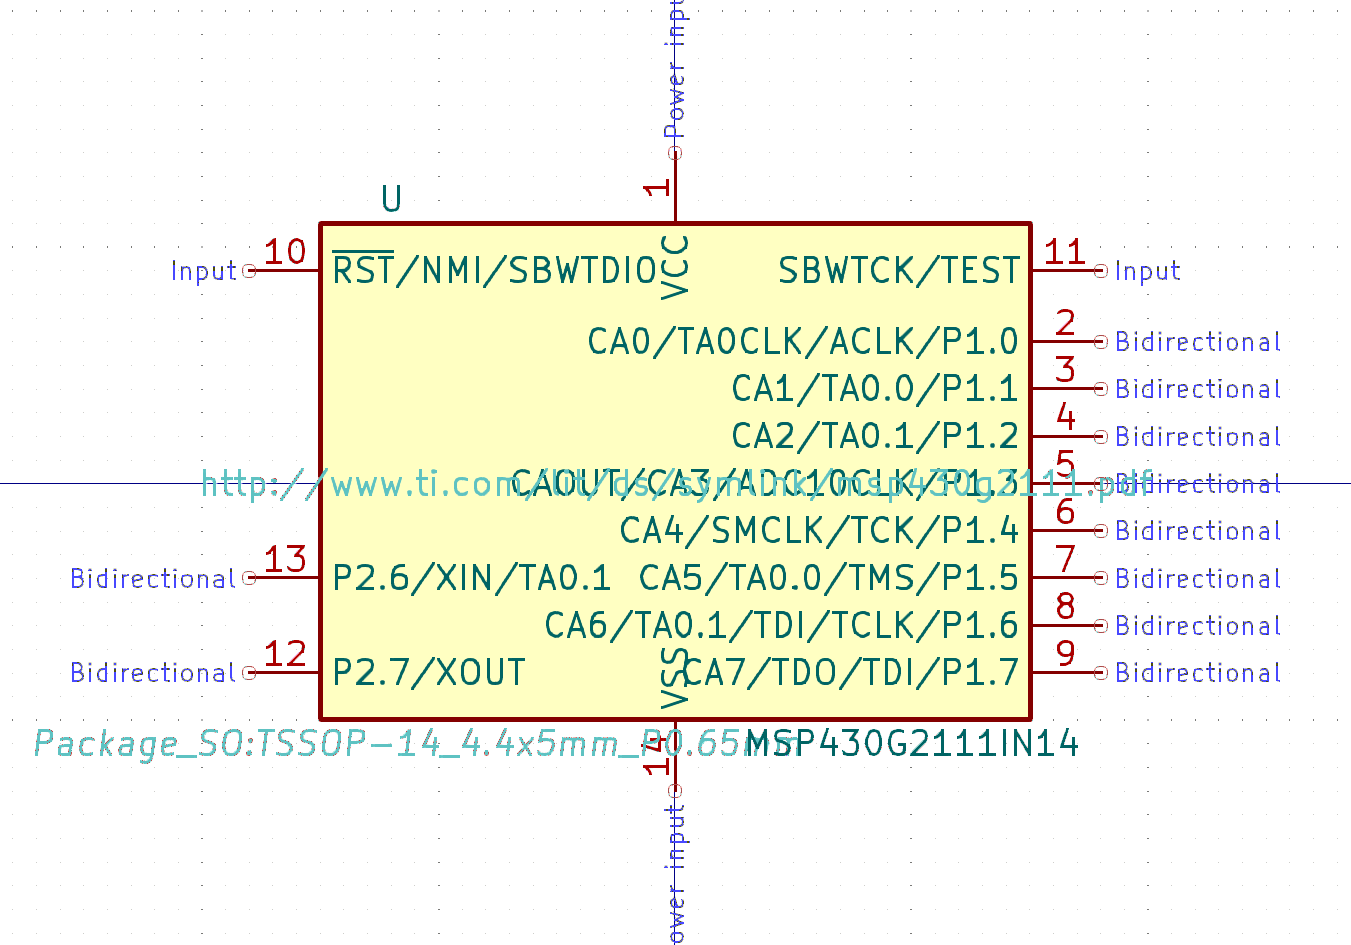 Power input
1
U
VCC
10
Input
RST/NMI/SBWTDIO
SBWTCK/TEST
11
Input
CA0/TA0CLK/ACLK/P1.0
2
Bidirectional
CA1/TA0.0/P1.1
3
Bidirectional
CA2/TA0.1/P1.2
4
Bidirectional
http://www.ti.com/lit/ds/symlink/msp430g2111.pdf
CAOUT/CA3/ADC10CLK/P1.3
5
Bidirectional
CA4/SMCLK/TCK/P1.4
6
Bidirectional
13
Bidirectional
P2.6/XIN/TA0.1
CA5/TA0.0/TMS/P1.5
7
Bidirectional
CA6/TA0.1/TDI/TCLK/P1.6
8
Bidirectional
12
Bidirectional
P2.7/XOUT
VSS
CA7/TDO/TDI/P1.7
9
Bidirectional
Package_SO:TSSOP-14_4.4x5mm_P0.65mm
MSP430G2111IN14
14
ower input